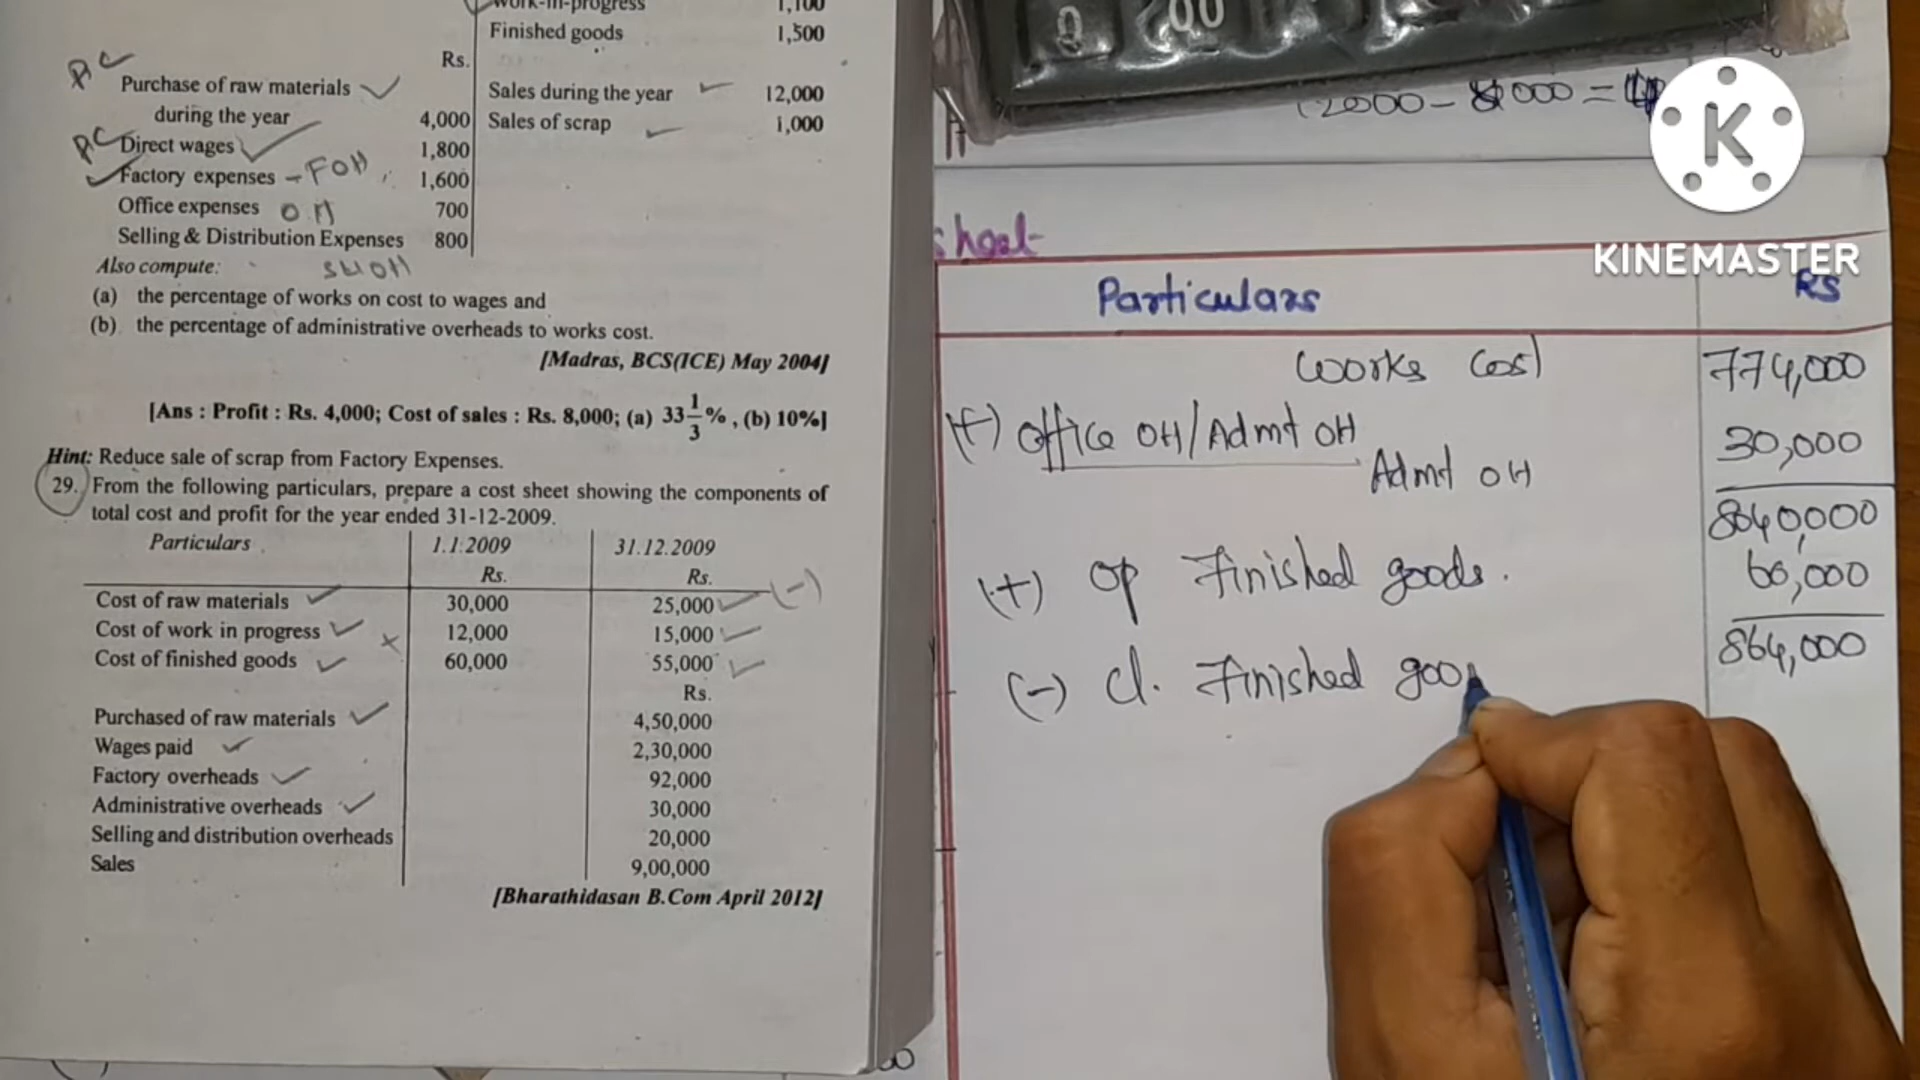 Work-in-progress 1,100
Finished goods 1,500
Rs.
P.C
Purchase of raw materials Sales during the year 12,000
during the year 4,000 Sales of scrap 1,000
P.C Direct wages 1,800
Factory expenses - FOH 1,600
Office expenses O.H 700
Selling & Distribution Expenses 800
Also compute:
(a) the percentage of works on cost to wages and
(b) the percentage of administrative overheads to works cost.
[Madras, BCS(ICE) May 2004]
[Ans : Profit : Rs. 4,000; Cost of sales : Rs. 8,000; (a) 33 1/3 % , (b) 10%]
Hint: Reduce sale of scrap from Factory Expenses.
29. From the following particulars, prepare a cost sheet showing the components of
total cost and profit for the year ended 31-12-2009.
Particulars 1.1.2009 31.12.2009
Rs. Rs.
Cost of raw materials 30,000 25,000 (-)
Cost of work in progress 12,000 15,000
Cost of finished goods 60,000 55,000
Rs.
Purchased of raw materials 4,50,000
Wages paid 2,30,000
Factory overheads 92,000
Administrative overheads 30,000
Selling and distribution overheads 20,000
Sales 9,00,000
[Bharathidasan B.Com April 2012]
K
KINEMASTER
sheet
Particulars Rs
Works Cost 774,000
(+) Office OH/Admt OH 30,000
Admt OH
(+) Op Finished goods. 60,000
864,000
(-) Cl. Finished goo